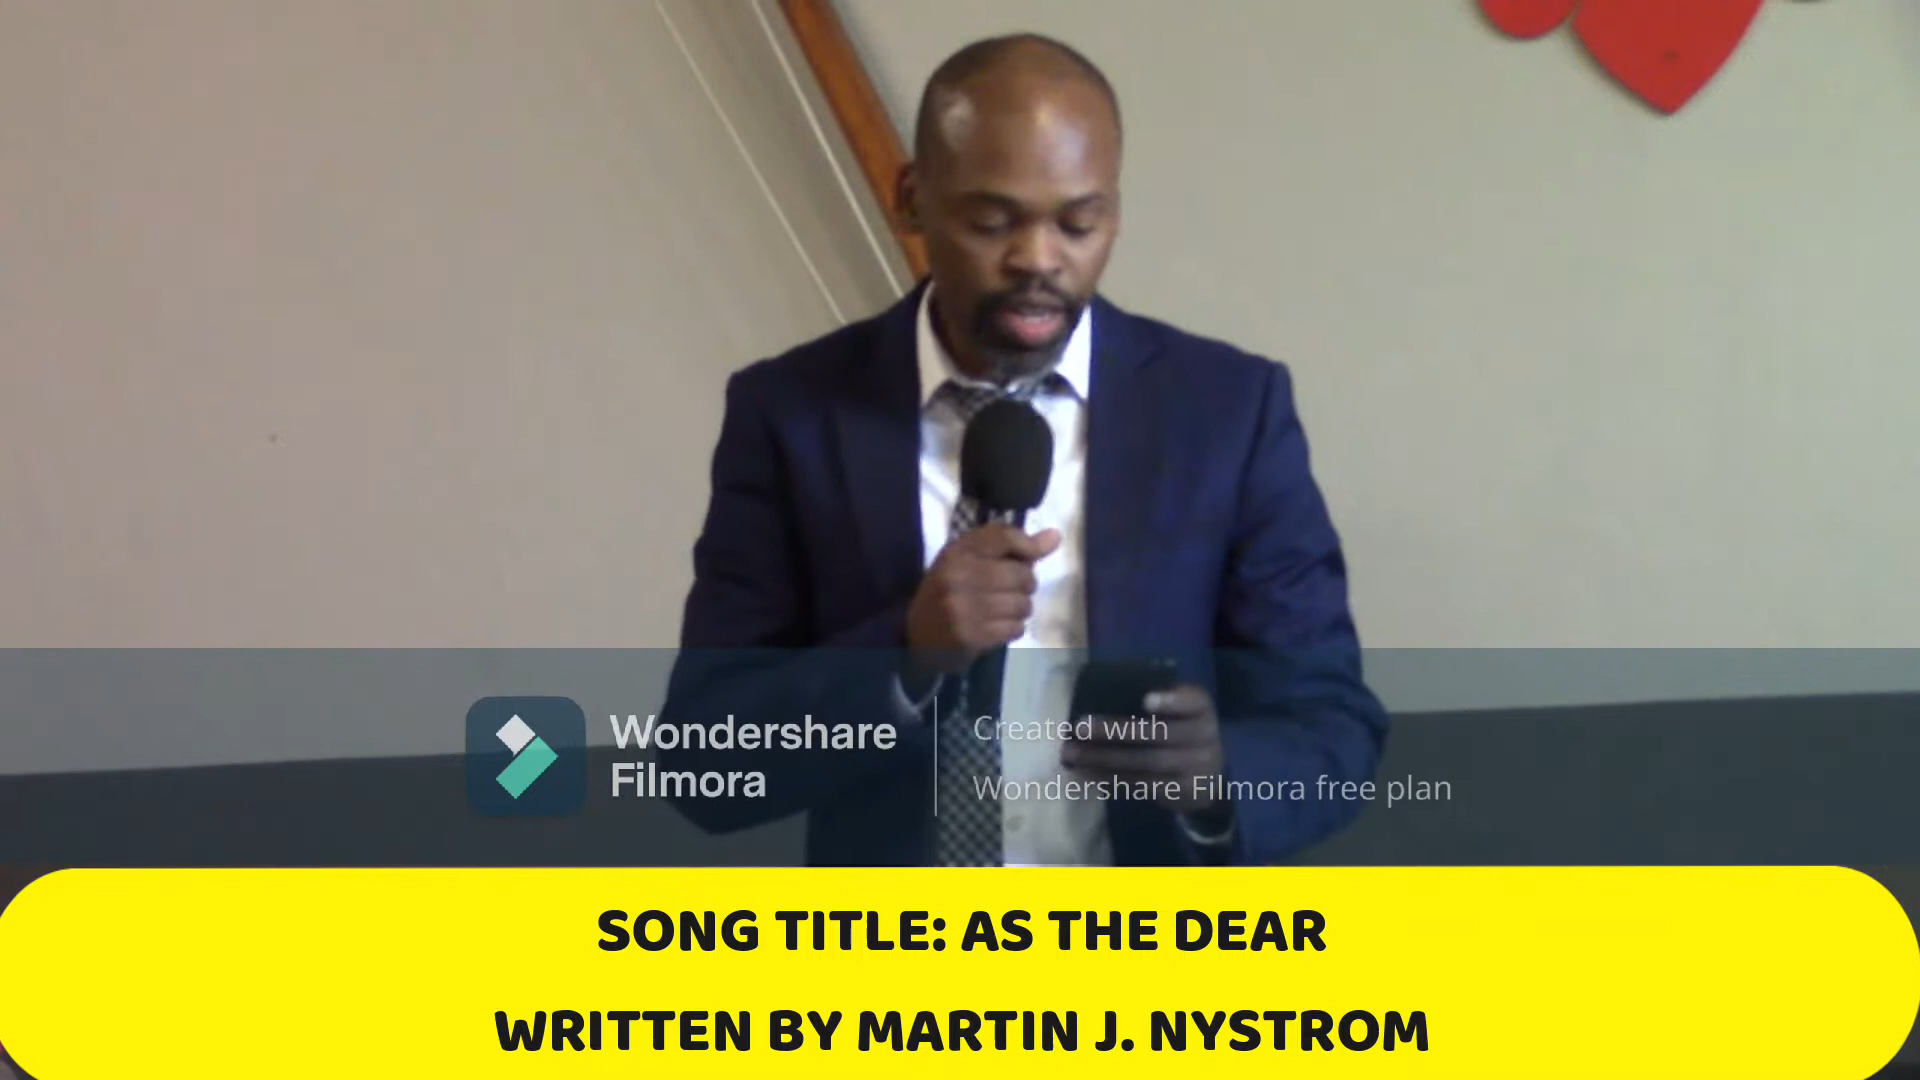 Wondershare
Filmora
Created with
Wondershare Filmora free plan
SONG TITLE: AS THE DEAR
WRITTEN BY MARTIN J. NYSTROM